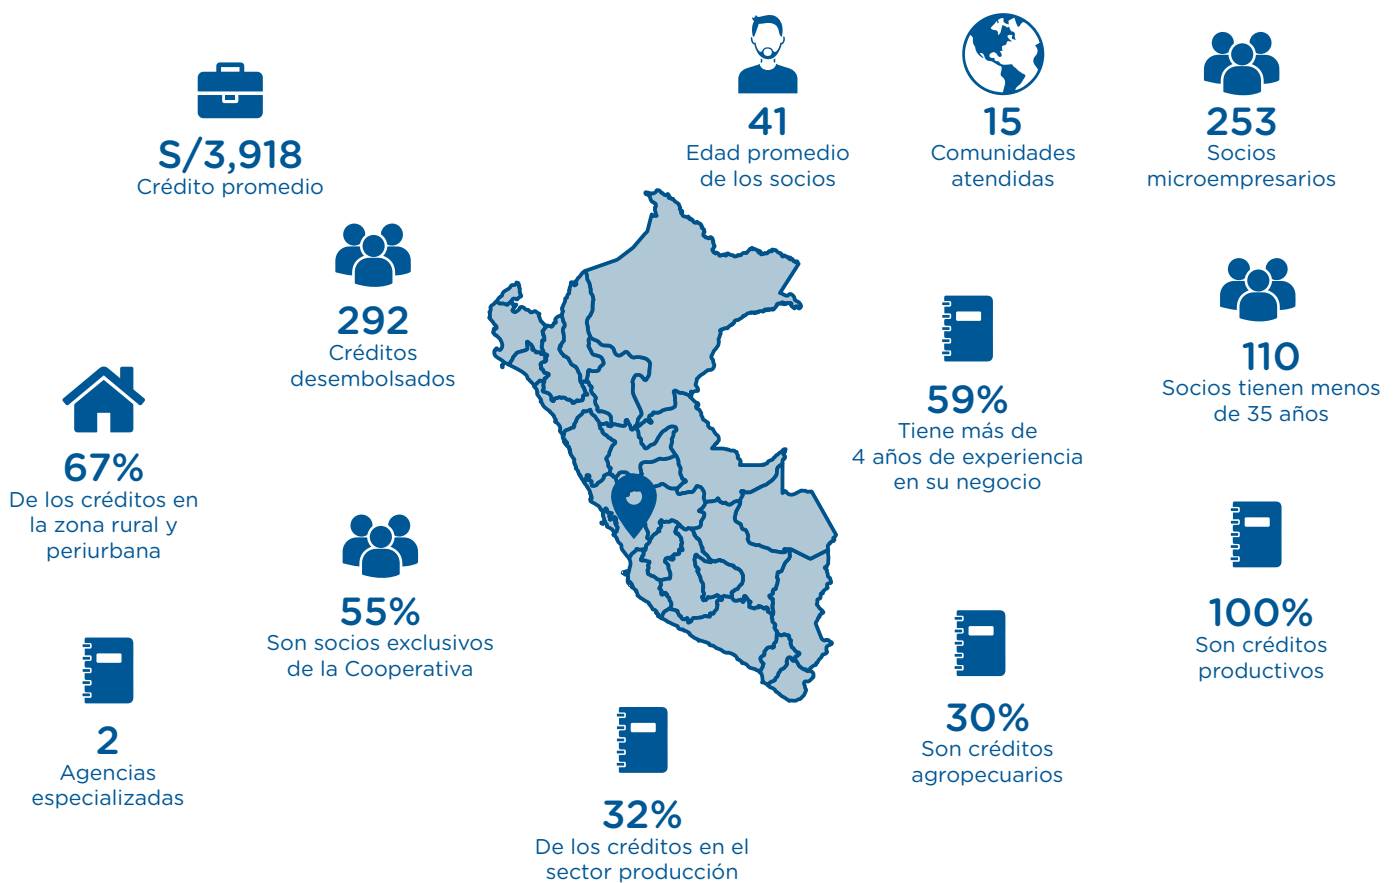 S/3,918
Crédito promedio
41
Edad promedio
de los socios
15
Comunidades
atendidas
253
Socios
microempresarios
292
Créditos
desembolsados
59%
Tiene más de
4 años de experiencia
en su negocio
110
Socios tienen menos
de 35 años
67%
De los créditos en
la zona rural y
periurbana
55%
Son socios exclusivos
de la Cooperativa
100%
Son créditos
productivos
2
Agencias
especializadas
30%
Son créditos
agropecuarios
32%
De los créditos en el
sector producción